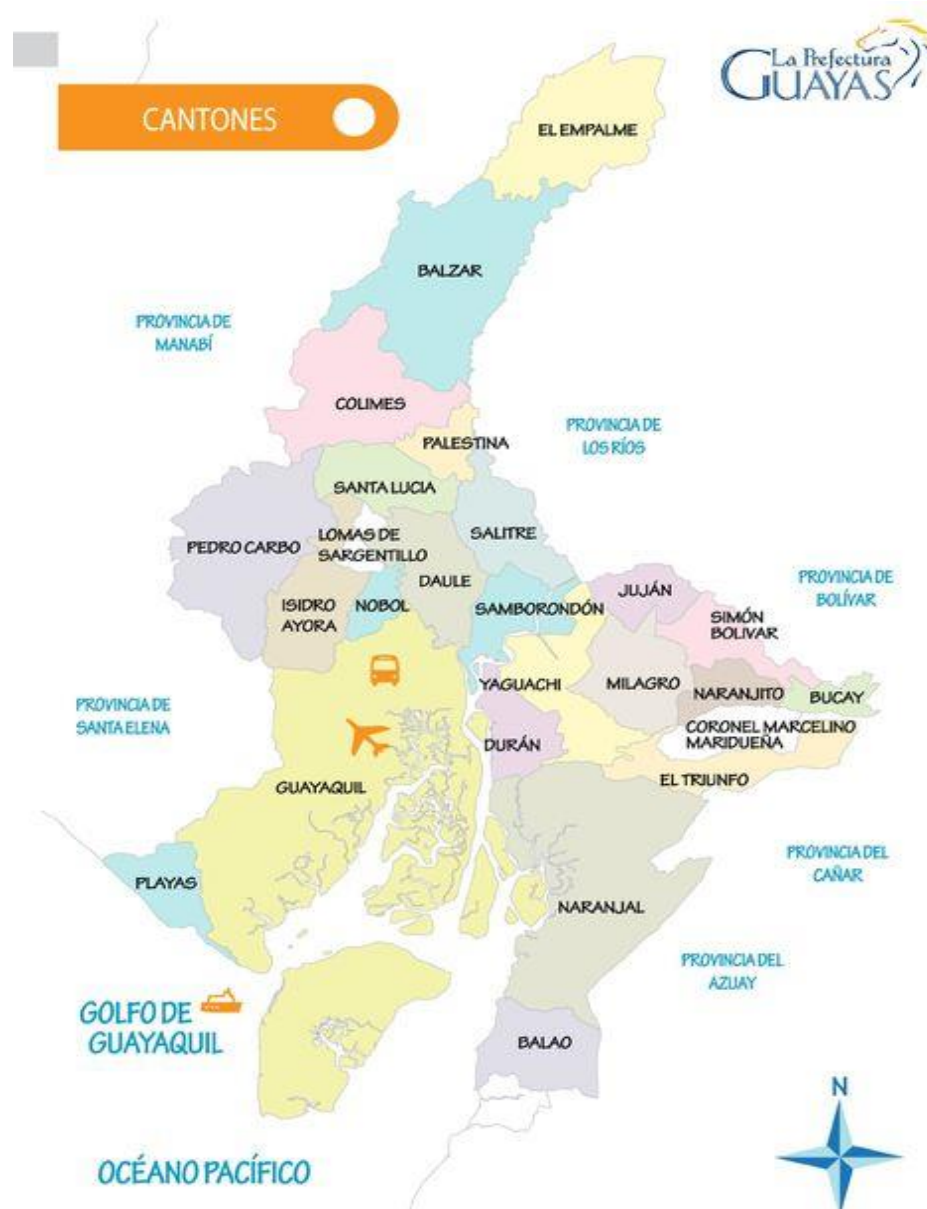 La Prefectura
GUAYAS
CANTONES
EL EMPALME
BALZAR
PROVINCIA DE
MANABÍ
COLIMES
PROVINCIA DE
LOS RÍOS
PALESTINA
SANTA LUCIA
PEDRO CARBO
LOMAS DE
SARGENTILLO
SALITRE
DAULE
ISIDRO
AYORA
NOBOL
SAMBORONDÓN
JUJÁN
PROVINCIA DE
BOLÍVAR
SIMÓN
BOLIVAR
YAGUACHI
MILAGRO
NARANJITO
BUCAY
PROVINCIA DE
SANTA ELENA
DURÁN
CORONEL MARCELINO
MARIDUEÑA
EL TRIUNFO
GUAYAQUIL
PROVINCIA DEL
CAÑAR
PLAYAS
NARANJAL
PROVINCIA DEL
AZUAY
GOLFO DE
GUAYAQUIL
BALAO
N
OCÉANO PACÍFICO